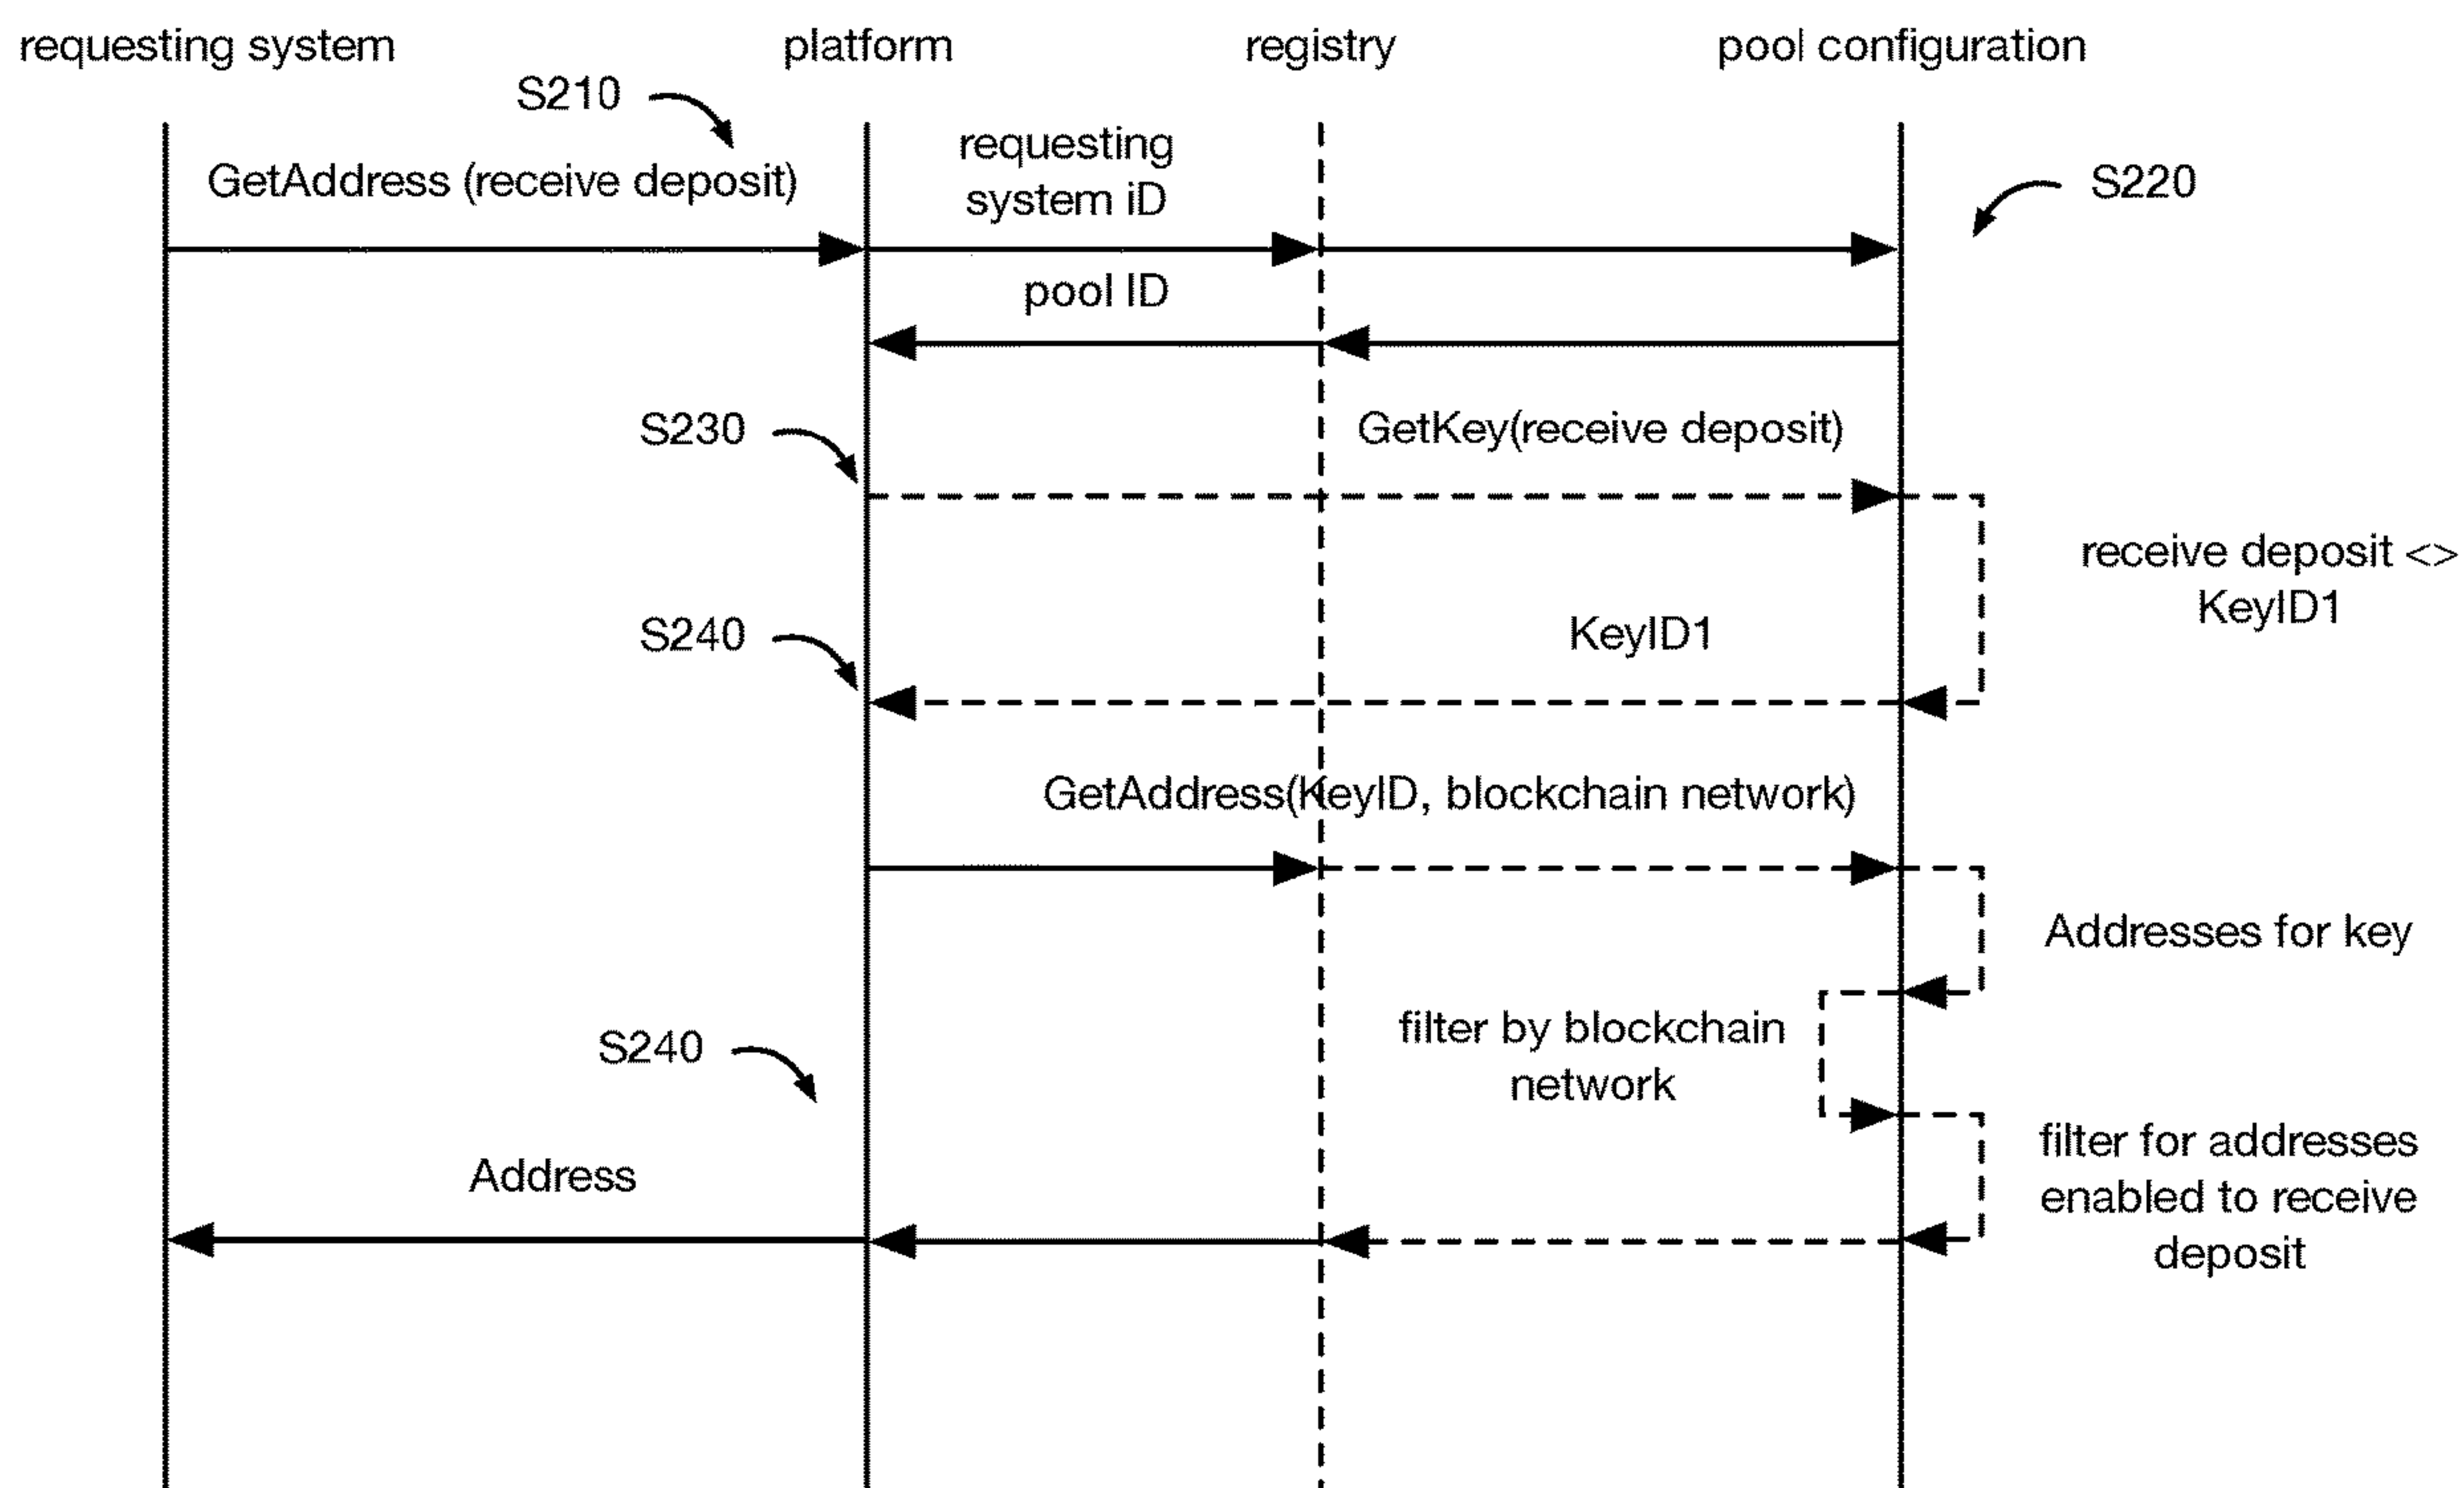 requesting system
platform
registry
pool configuration
S210
GetAddress (receive deposit)
requesting
system iD
S220
pool ID
S230
GetKey(receive deposit)
receive deposit <>
KeyID1
S240
KeyID1
GetAddress(KeyID, blockchain network)
Addresses for key
filter by blockchain
network
S240
Address
filter for addresses
enabled to receive
deposit